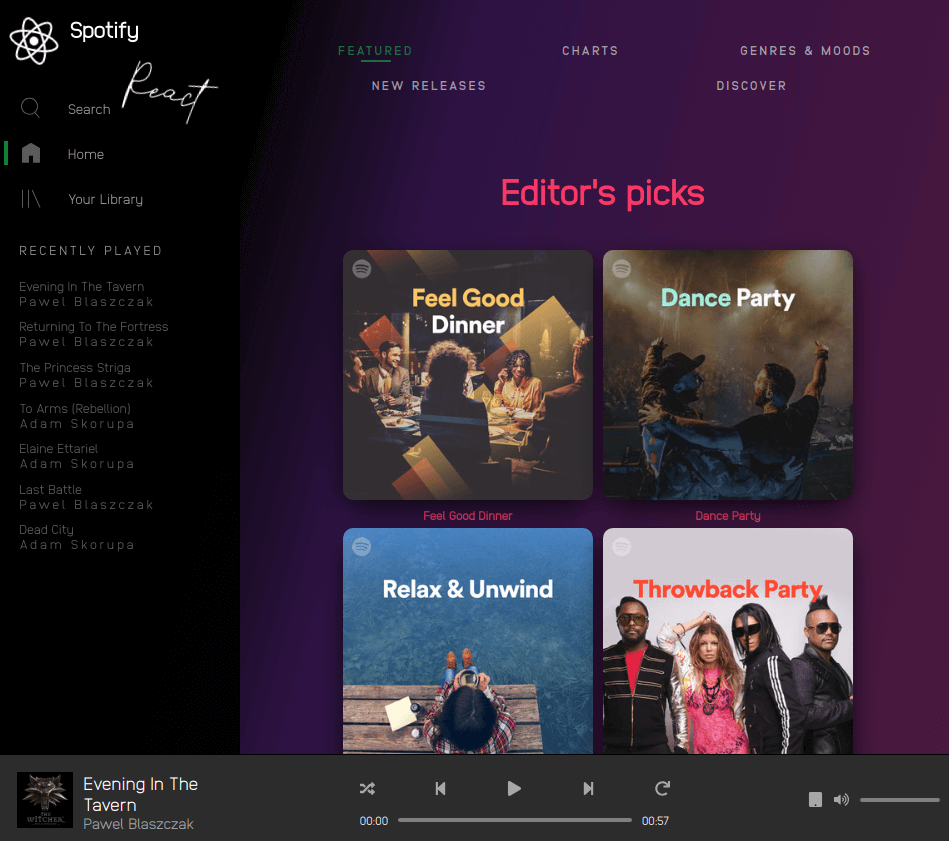 Spotify
React
Search
Home
Your Library
RECENTLY PLAYED
Evening In The Tavern
Pawel Blaszczak
Returning To The Fortress
Pawel Blaszczak
The Princess Striga
Pawel Blaszczak
To Arms (Rebellion)
Adam Skorupa
Elaine Ettariel
Adam Skorupa
Last Battle
Pawel Blaszczak
Dead City
Adam Skorupa
FEATURED
CHARTS
GENRES & MOODS
NEW RELEASES
DISCOVER
Editor's picks
Feel Good
Dinner
Feel Good Dinner
Dance Party
Dance Party
Relax & Unwind
Throwback Party
THE
WITCHER
Evening In The
Tavern
Pawel Blaszczak
00:00
00:57